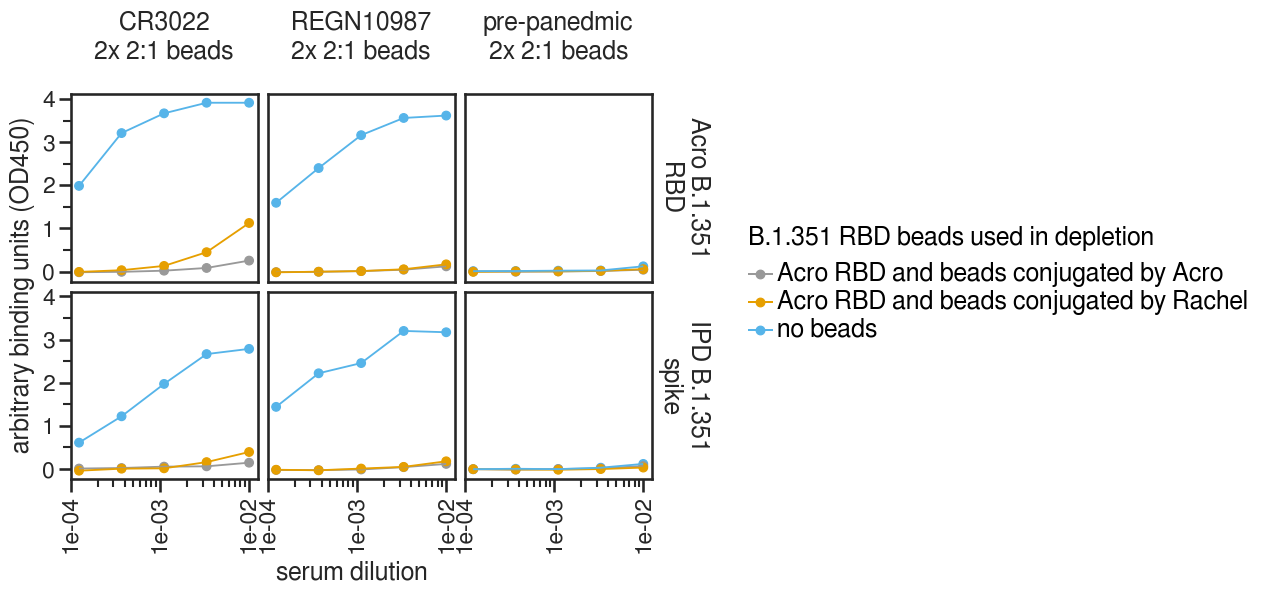 CR3022
2x 2:1 beads
REGN10987
2x 2:1 beads
pre-panedmic
2x 2:1 beads
arbitrary binding units (OD450)
4
3
2
1
0
Acro B.1.351
RBD
4
3
2
1
0
IPD B.1.351
spike
1e-04
1e-03
1e-02
1e-04
1e-03
1e-02
1e-04
1e-03
1e-02
serum dilution
B.1.351 RBD beads used in depletion
Acro RBD and beads conjugated by Acro
Acro RBD and beads conjugated by Rachel
no beads